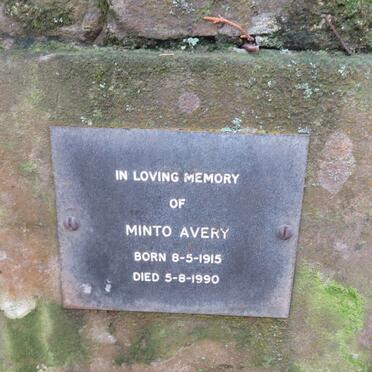 IN LOVING MEMORY
OF
MINTO AVERY
BORN 8-5-1915
DIED 5-8-1990